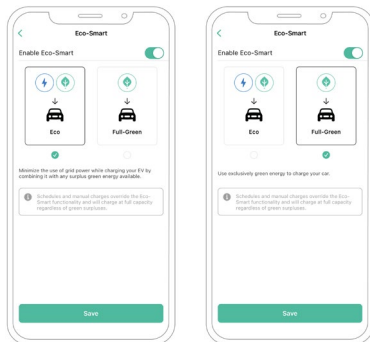 Eco-Smart
Enable Eco-Smart
Eco
Full-Green
Minimize the use of grid power while charging your EV by
combining it with any surplus green energy available.
Schedules and manual charges override the Eco-
Smart functionality and will charge at full capacity
regardless of green surpluses.
Save
Eco-Smart
Enable Eco-Smart
Eco
Full-Green
Use exclusively green energy to charge your car.
Schedules and manual charges override the Eco-
Smart functionality and will charge at full capacity
regardless of green surpluses.
Save